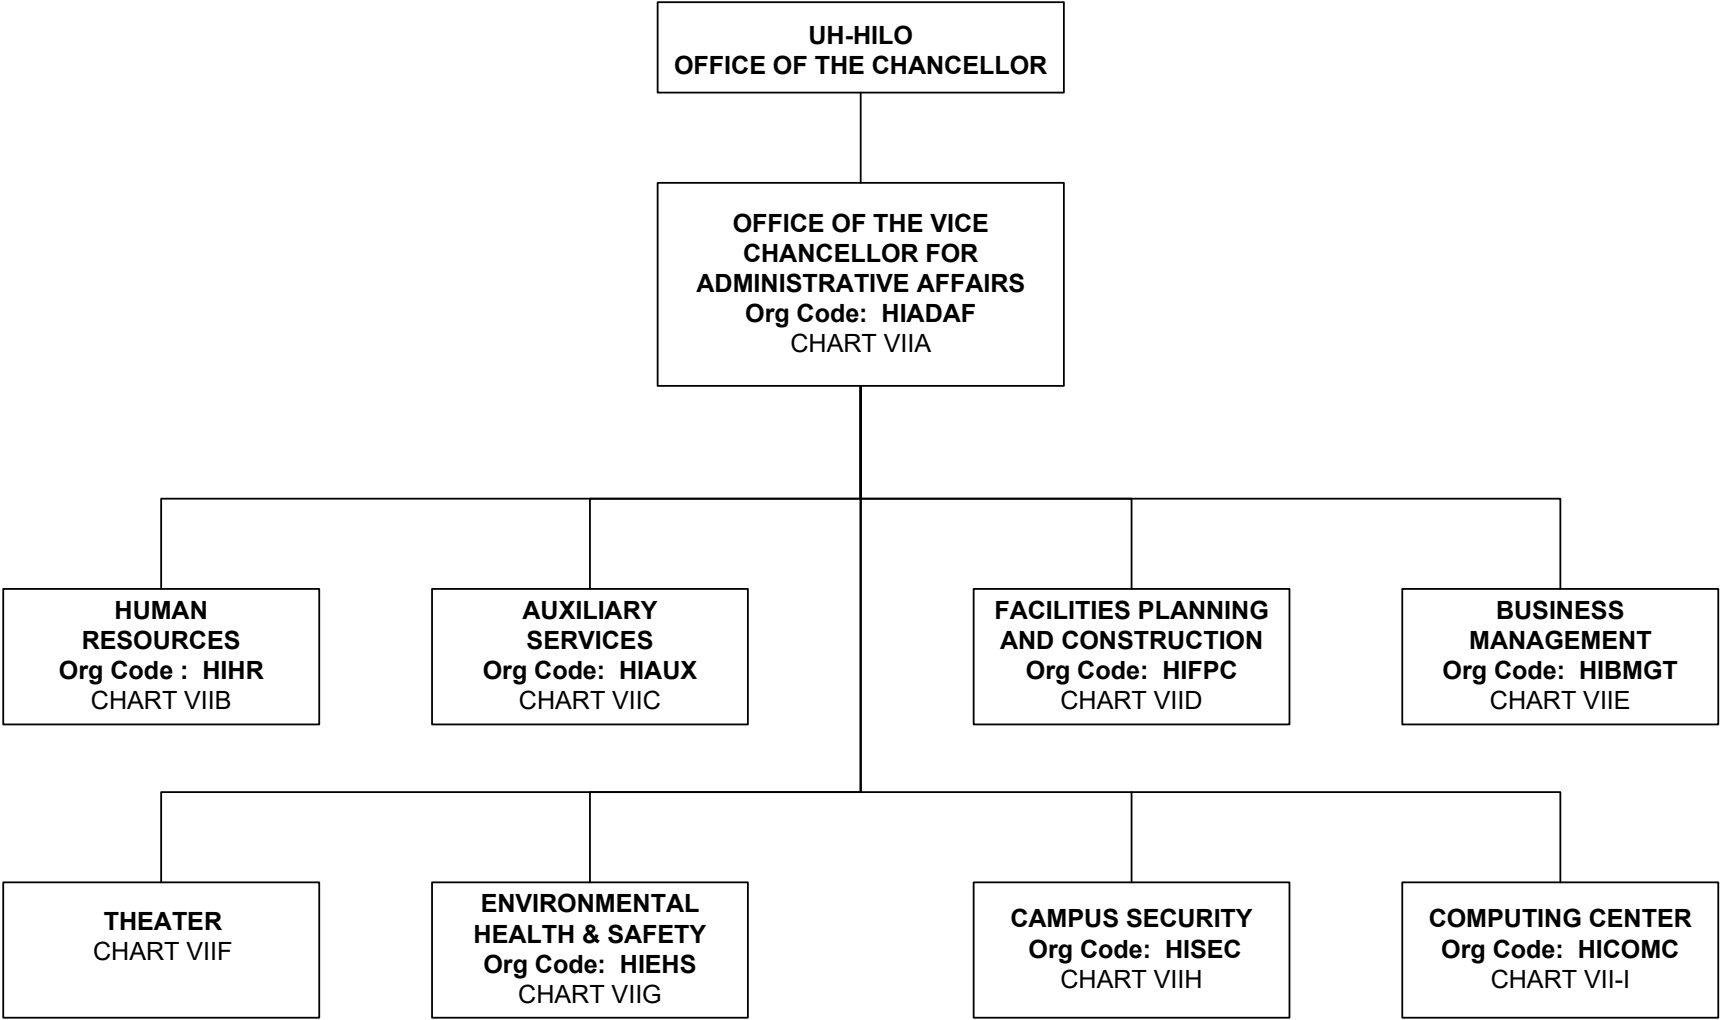 UH-HILO
OFFICE OF THE CHANCELLOR
OFFICE OF THE VICE
CHANCELLOR FOR
ADMINISTRATIVE AFFAIRS
Org Code:  HIADAF
CHART VIIA
HUMAN
RESOURCES
Org Code :  HIHR
CHART VIIB
AUXILIARY
SERVICES
Org Code:  HIAUX
CHART VIIC
FACILITIES PLANNING
AND CONSTRUCTION
Org Code:  HIFPC
CHART VIID
BUSINESS
MANAGEMENT
Org Code:  HIBMGT
CHART VIIE
THEATER
CHART VIIF
ENVIRONMENTAL
HEALTH & SAFETY
Org Code:  HIEHS
CHART VIIG
CAMPUS SECURITY
Org Code:  HISEC
CHART VIIH
COMPUTING CENTER
Org Code:  HICOMC
CHART VII-I